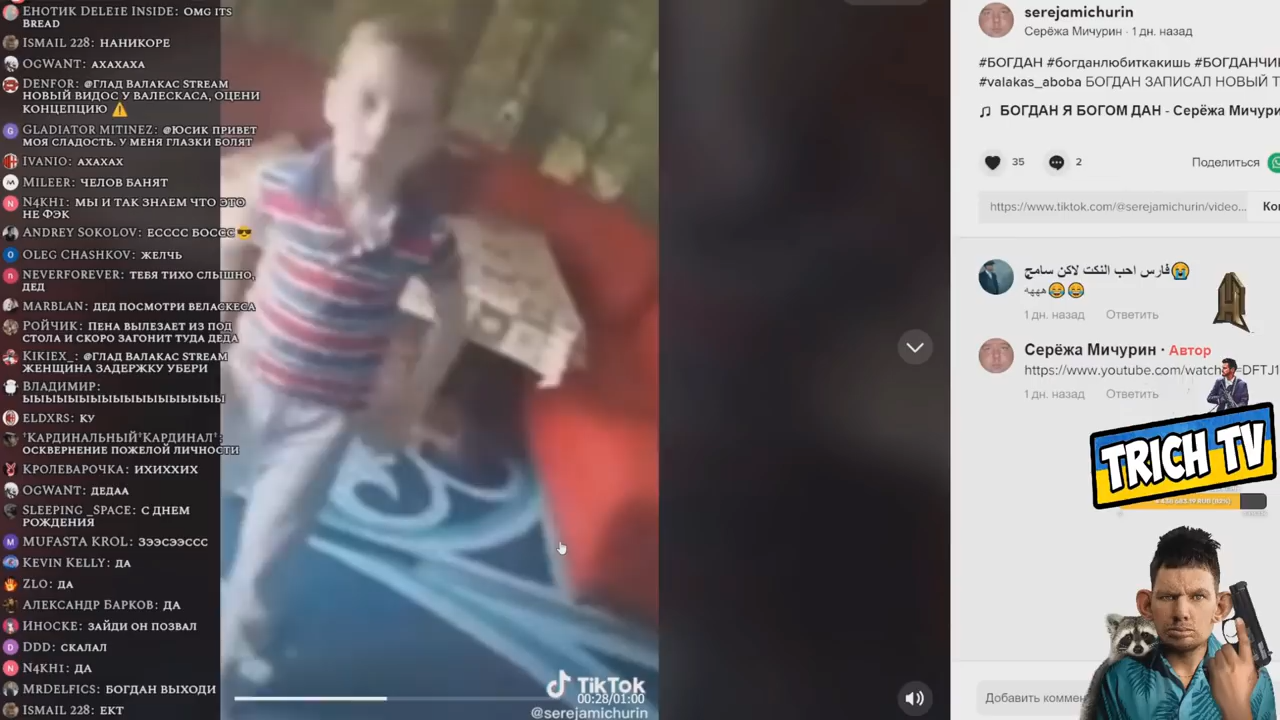 ЕНОТИК DELE1E INSIDE: OMG ITS
BREAD
ISMAIL 228: НАНИКОРЕ
OGWANT: АХАХАХА
DENFOR: @ГЛАД ВАЛАКАС STREAM
НОВЫЙ ВИДОС У ВАЛЕСКАСА, ОЦЕНИ
КОНЦЕПЦИЮ ⚠️
GLADIATOR MITINEZ: @ЮСИК ПРИВЕТ
МОЯ СЛАДОСТЬ. У МЕНЯ ГЛАЗКИ БОЛЯТ
IVANIO: АХАХАХ
MILEER: ЧЕЛОВ БАНЯТ
N4KH1: МЫ И ТАК ЗНАЕМ ЧТО ЭТО
НЕ ФЭК
ANDREY SOKOLOV: ЕСССС БОССС 😎
OLEG CHASHKOV: ЖЕЛЧЬ
NEVERFOREVER: ТЕБЯ ТИХО СЛЫШНО,
ДЕД
MARBLAN: ДЕД ПОСМОТРИ ВЕЛАСКЕСА
РОЙЧИК: ПЕНА ВЫЛЕЗАЕТ ИЗ ПОД
СТОЛА И СКОРО ЗАГОНИТ ТУДА ДЕДА
KIKIEX_: @ГЛАД ВАЛАКАС STREAM
ЖЕНЩИНА ЗАДЕРЖКУ УБЕРИ
ВЛАДИМИР:
ЫЫЫЫЫЫЫЫЫЫЫЫЫЫЫЫЫЫ
ELDXRS: КУ
"КАРДИНАЛЬНЫЙ"КАРДИНАЛ":
ОСКВЕРНЕНИЕ ПОЖЕЛОЙ ЛИЧНОСТИ
КРОЛЕВАРОЧКА: ИХИХХИХ
OGWANT: ДЕДАА
SLEEPING _SPACE: С ДНЕМ
РОЖДЕНИЯ
MUFASTA KROL: ЗЭЭСЭЭССС
KEVIN KELLY: ДА
ZLO: ДА
АЛЕКСАНДР БАРКОВ: ДА
ИНОСКЕ: ЗАЙДИ ОН ПОЗВАЛ
DDD: СКАЛАЛ
N4KH1: ДА
MRDELFICS: БОГДАН ВЫХОДИ
ISMAIL 228: ЕКТ
TikTok
00:28/01:00
@serejamichurin
serejamichurin
Серёжа Мичурин · 1 дн. назад
#БОГДАН #богданлюбиткакишь #БОГДАНЧИ
#valakas_aboba БОГДАН ЗАПИСАЛ НОВЫЙ Т
♫ БОГДАН Я БОГОМ ДАН - Серёжа Мичури
35 2 Поделиться
https://www.tiktok.com/@serejamichurin/video... Ко
فارس احب النكت لاكن سامج😭
هههه😂😂
1 дн. назад Ответить
Серёжа Мичурин · Автор
https://www.youtube.com/watch =DFTJ1
1 дн. назад Ответить
TRICH TV
Добавить коммен